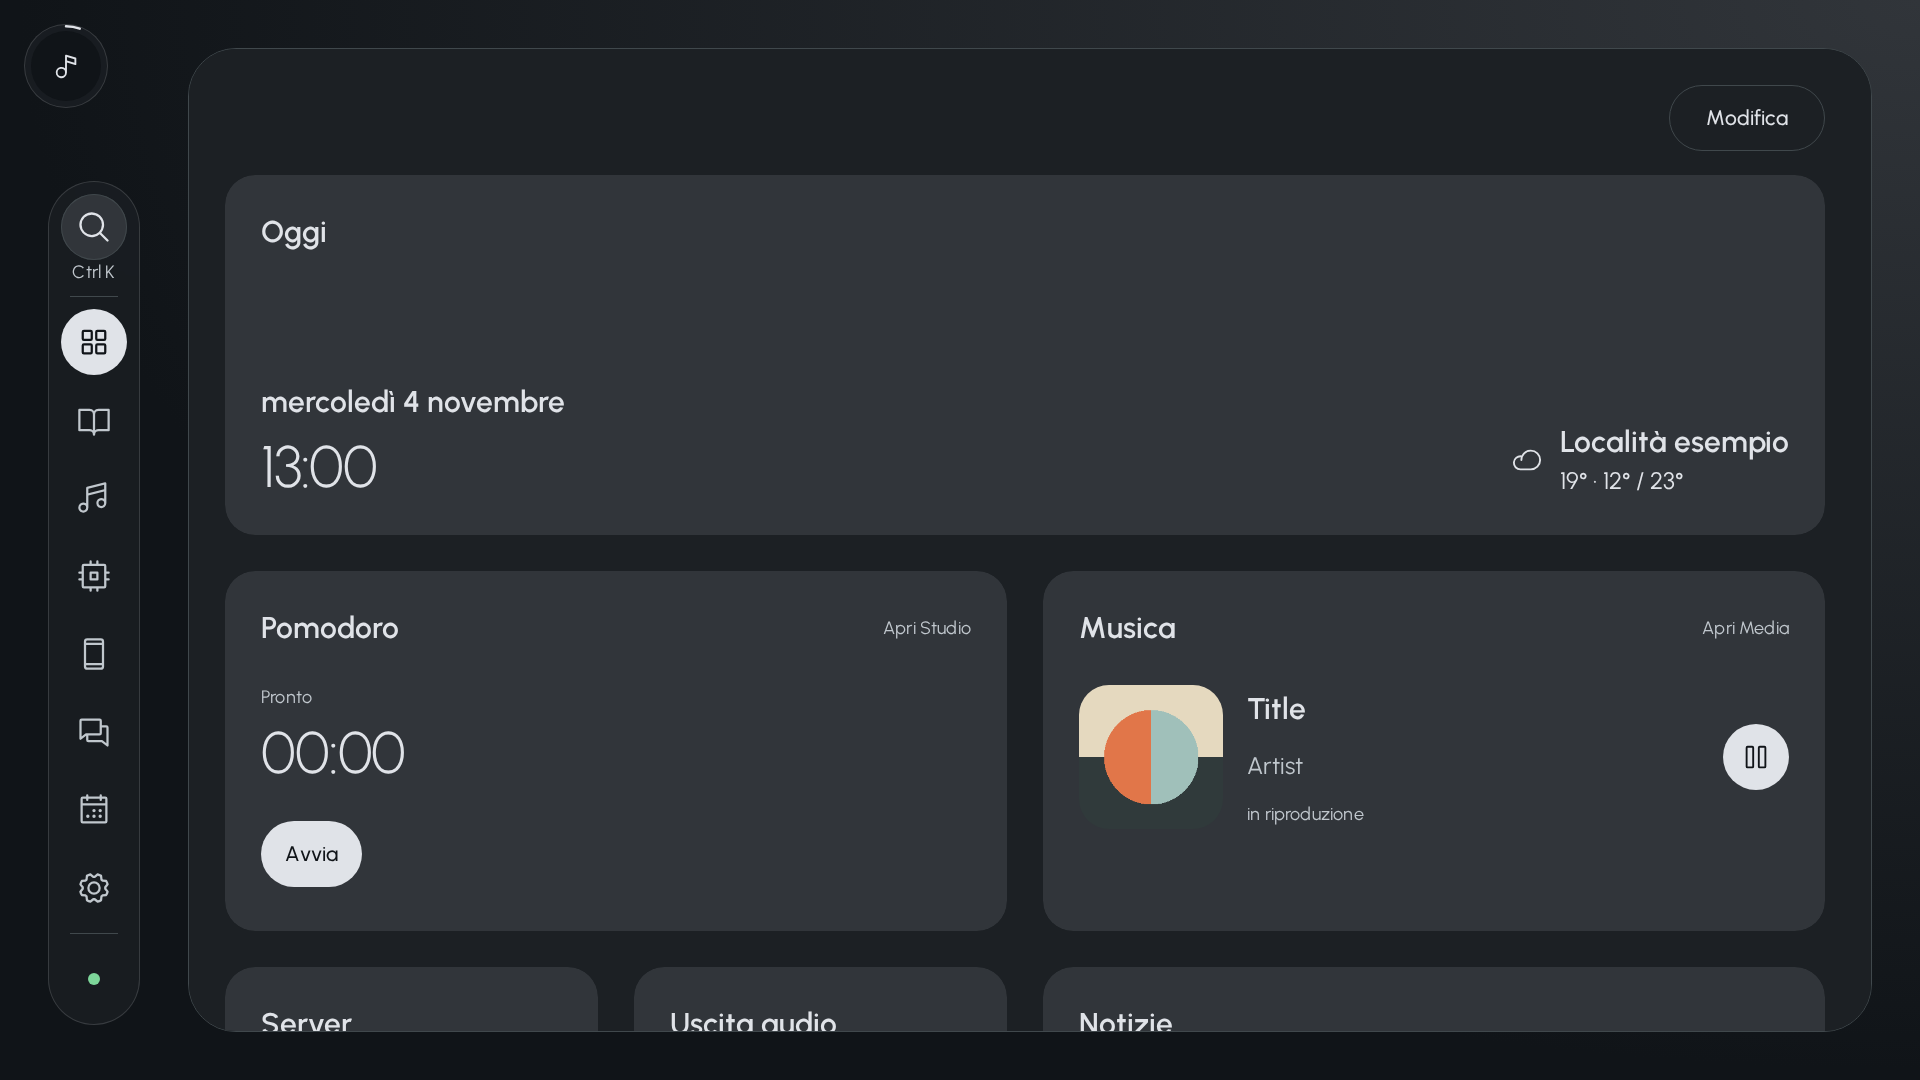 Modifica
Ctrl K
Oggi
mercoledì 4 novembre
13:00
Località esempio
19° · 12° / 23°
Pomodoro
Apri Studio
Pronto
00:00
Avvia
Musica
Apri Media
Title
Artist
in riproduzione
Server
Uscita audio
Notizie